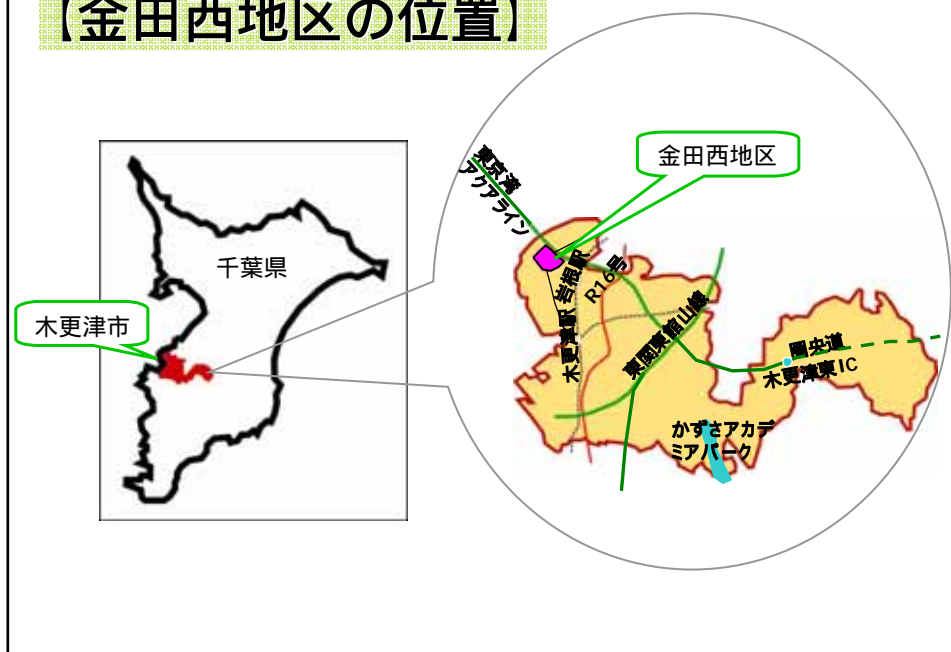 【金田西地区の位置】
千葉県
木更津市
金田西地区
東京湾
アクアライン
岩根駅
R16号
木更津駅
東関東館山線
圏央道
木更津東IC
かずさアカデ
ミアパーク